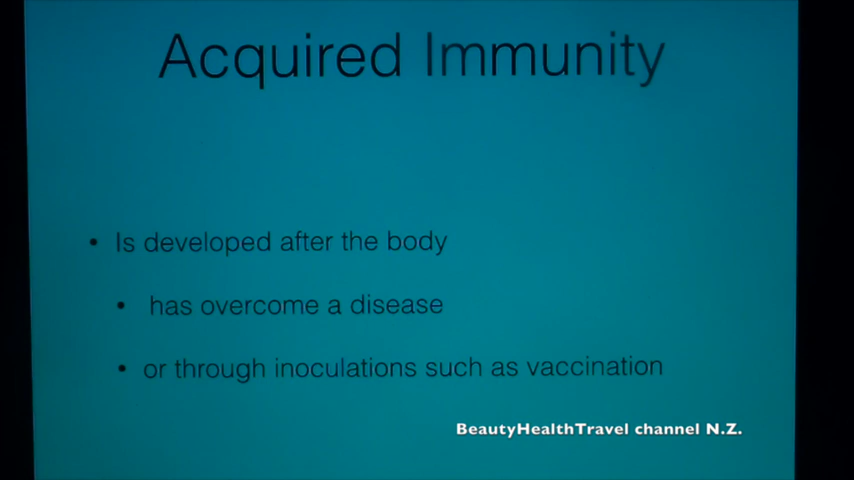 Acquired Immunity
• Is developed after the body
• has overcome a disease
• or through inoculations such as vaccination
BeautyHealthTravel channel N.Z.